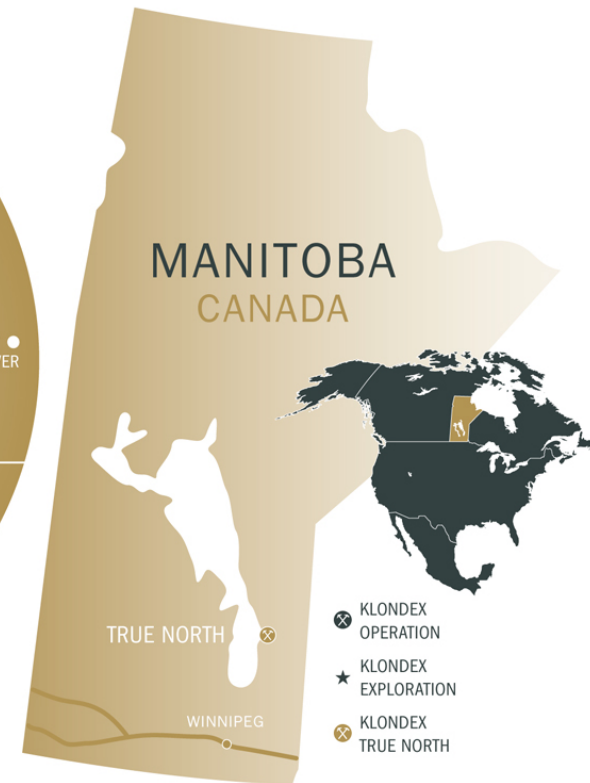 MANITOBA
CANADA
TRUE NORTH
WINNIPEG
KLONDEX
OPERATION
KLONDEX
EXPLORATION
KLONDEX
TRUE NORTH